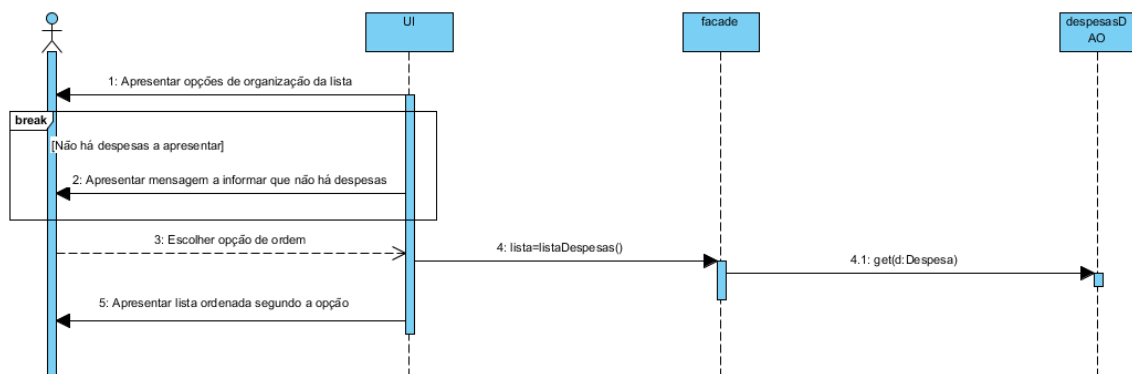 UI
facade
despesasD
AO
1: Apresentar opções de organização da lista
break
[Não há despesas a apresentar]
2: Apresentar mensagem a informar que não há despesas
3: Escolher opção de ordem
4: lista=listaDespesas()
4.1: get(d:Despesa)
5: Apresentar lista ordenada segundo a opção